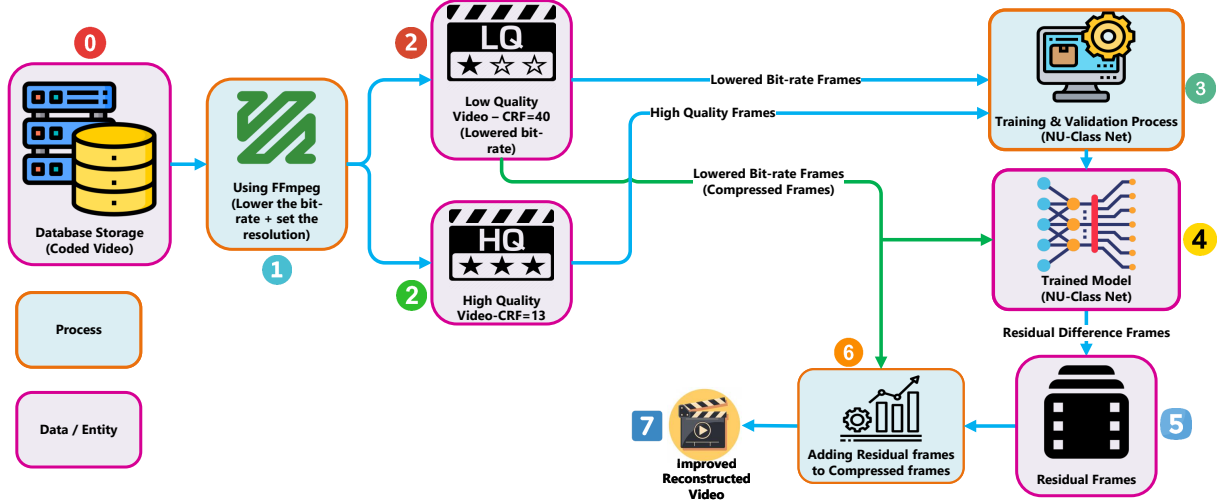 0
Database Storage
(Coded Video)
Using FFmpeg
(Lower the bit-
rate + set the
resolution)
1
2
LQ
Low Quality
Video – CRF=40
(Lowered bit-
rate)
HQ
2
High Quality
Video-CRF=13
Lowered Bit-rate Frames
High Quality Frames
Lowered Bit-rate Frames
(Compressed Frames)
3
Training & Validation Process
(NU-Class Net)
4
Trained Model
(NU-Class Net)
Residual Difference Frames
5
Residual Frames
6
Adding Residual frames
to Compressed frames
7
Improved
Reconstructed
Video
Process
Data / Entity